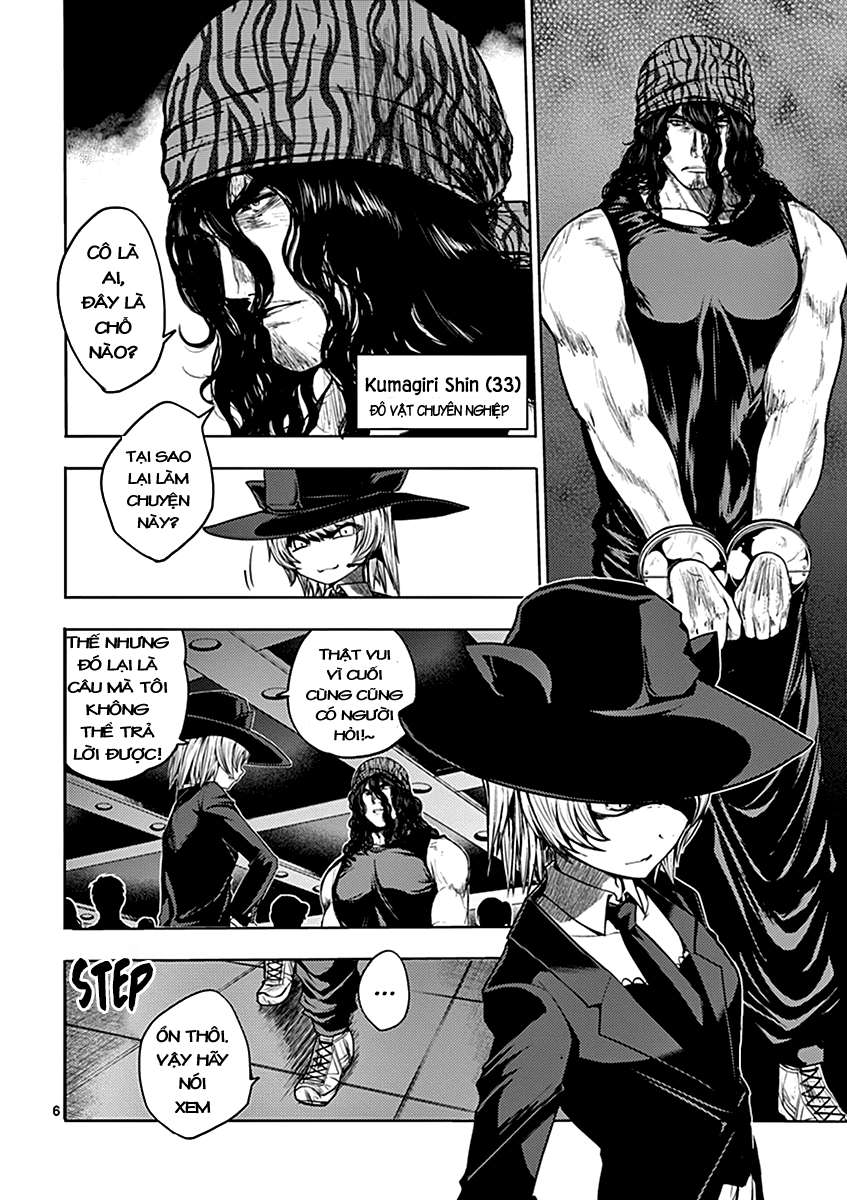 CÔ LÀ
AI,
ĐÂY LÀ
CHỖ
NÀO?
Kumagiri Shin (33)
ĐÔ VẬT CHUYÊN NGHIỆP
TẠI SAO
LẠI LÀM
CHUYỆN
NÀY?
THẬT VUI
VÌ CUỐI
CÙNG CŨNG
CÓ NGƯỜI
HỎI!~
THẾ NHƯNG
ĐÓ LẠI LÀ
CÂU MÀ TÔI
KHÔNG
THỂ TRẢ
LỜI ĐƯỢC!
...
STEP
ỔN THÔI.
VẬY HÃY
NÓI
XEM
6